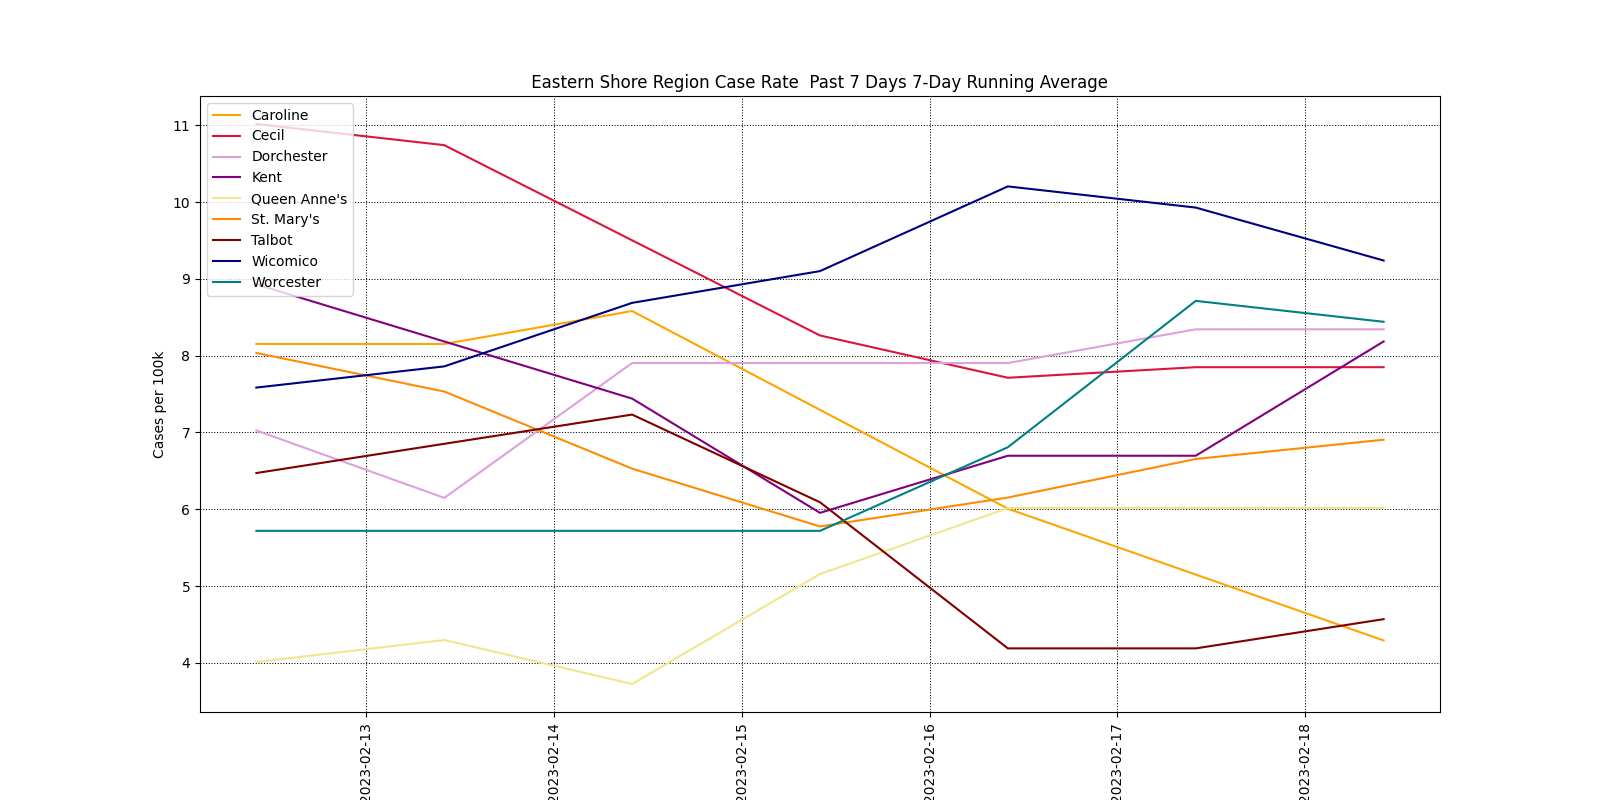 Eastern Shore Region Case Rate  Past 7 Days 7-Day Running Average
Caroline
Cecil
Dorchester
Kent
Queen Anne's
St. Mary's
Talbot
Wicomico
Worcester
Cases per 100k
11
10
9
8
7
6
5
4
2023-02-13
2023-02-14
2023-02-15
2023-02-16
2023-02-17
2023-02-18